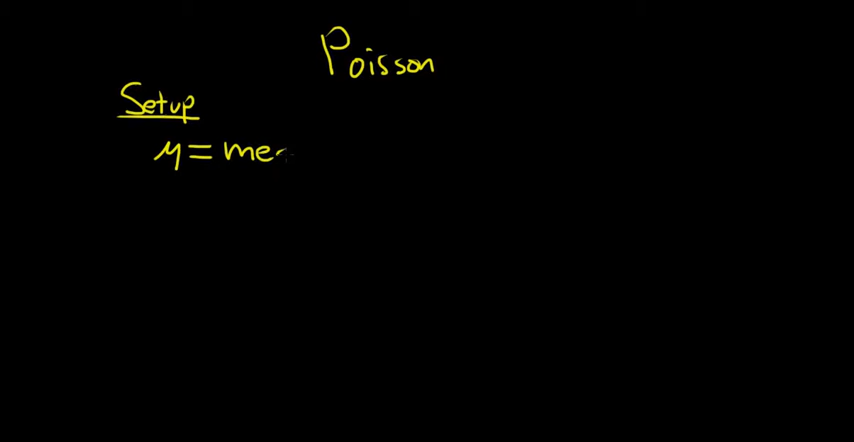 Poisson
Setup
μ = me